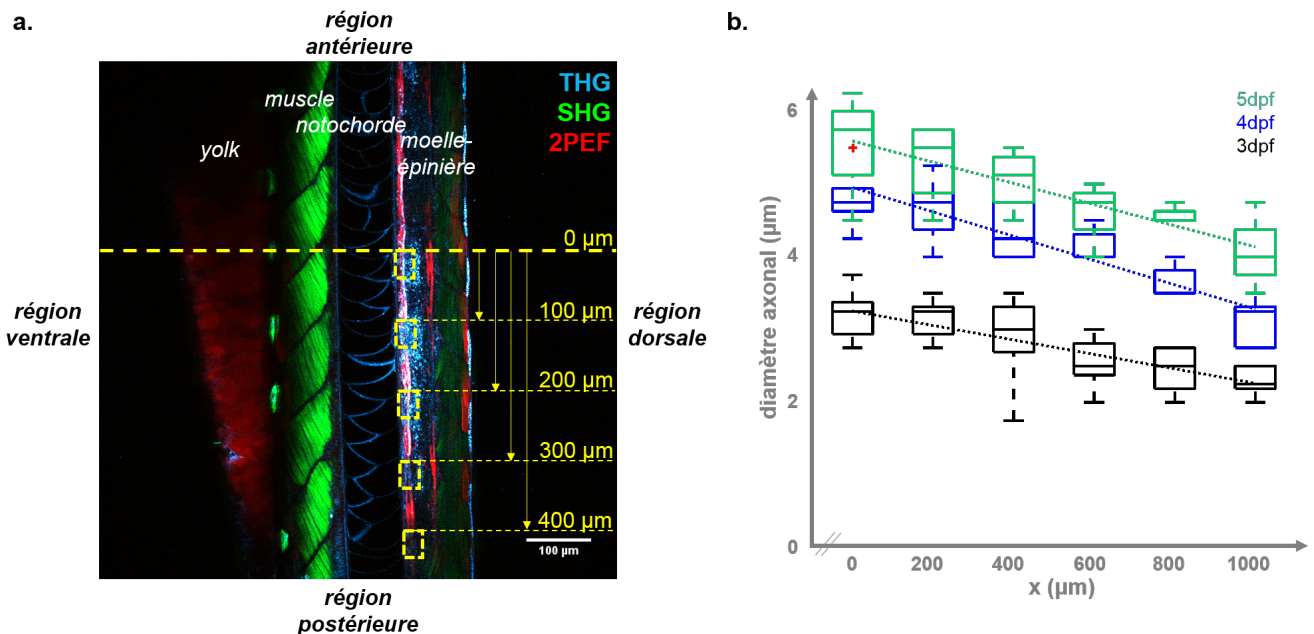 a.
région
antérieure
THG
SHG
2PEF
muscle
notochorde
yolk
moelle-
épinière
0 µm
100 µm
200 µm
300 µm
400 µm
100 µm
région
ventrale
région
dorsale
région
postérieure
b.
5dpf
4dpf
3dpf
diamètre axonal (µm)
6
4
2
0
0 200 400 600 800 1000
x (µm)